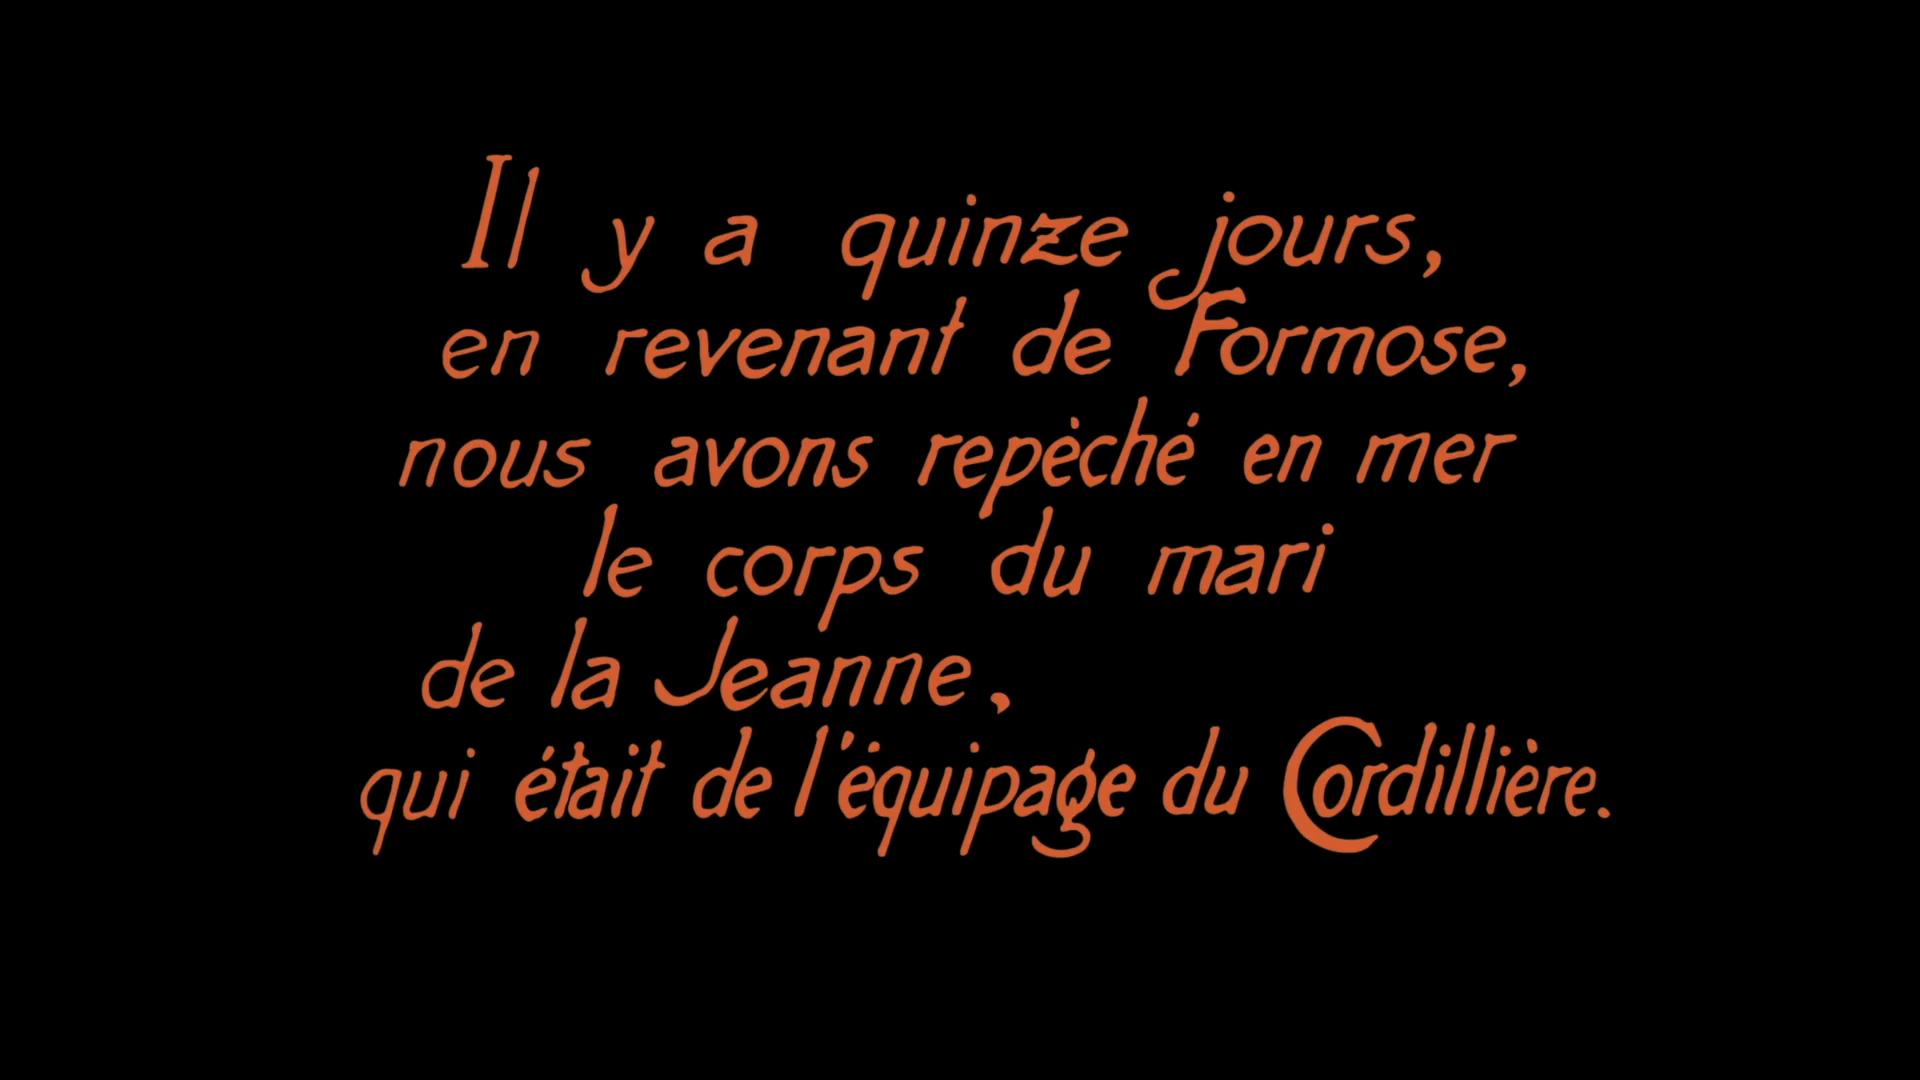 Il y a quinze jours,
en revenant de Formose,
nous avons repêché en mer
le corps du mari
de la Jeanne,
qui était de l'équipage du Cordillière.